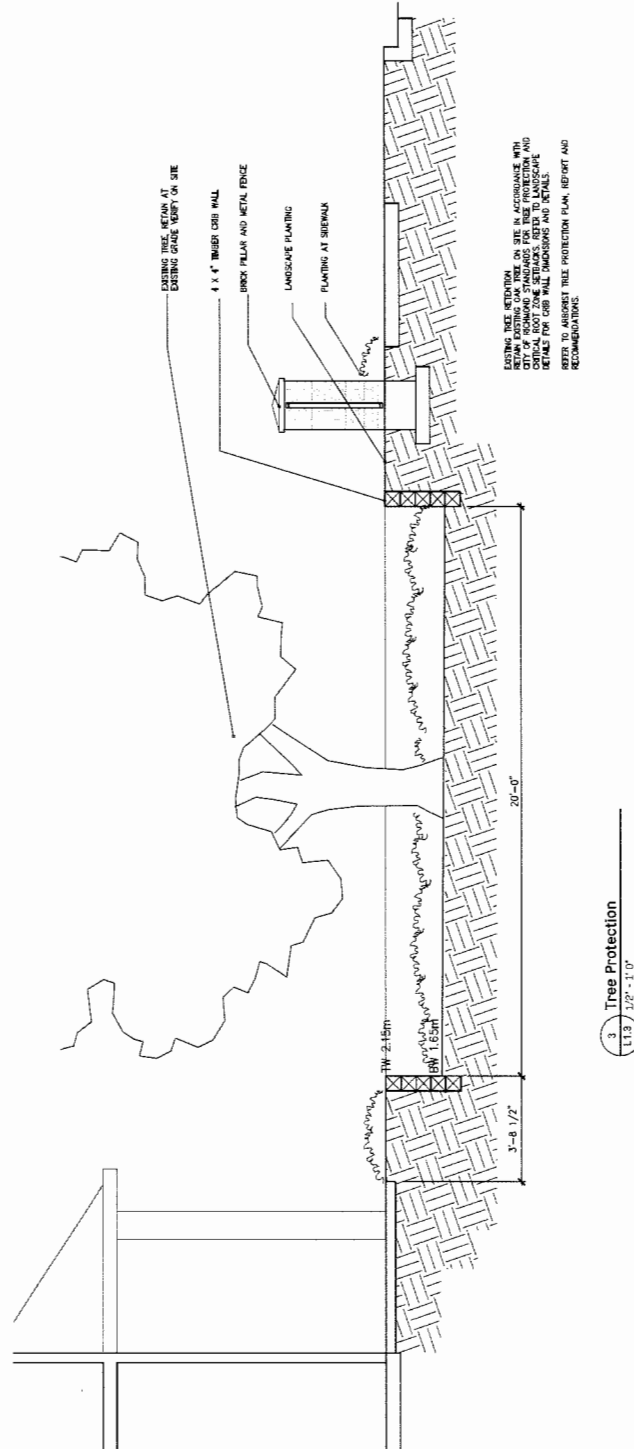 EXISTING TREE, RETAIN AT
EXISTING GRADE VERIFY ON SITE
4 X 4" TIMBER CRIB WALL
BRICK PILLAR AND METAL FENCE
LANDSCAPE PLANTING
PLANTING AT SIDEWALK
TW 2.15m
BW 1.65m
3'-8 1/2"
20'-0"
EXISTING TREE RETENTION
RETAIN EXISTING OAK TREE ON SITE IN ACCORDANCE WITH
CITY OF RICHMOND STANDARDS FOR TREE PROTECTION AND
CRITICAL ROOT ZONE SETBACKS. REFER TO LANDSCAPE
DETAILS FOR CRIB WALL DIMENSIONS AND DETAILS.
REFER TO ARBORIST TREE PROTECTION PLAN, REPORT AND
RECOMMENDATIONS.
3
Tree Protection
L1.3
1/2" - 1' 0"